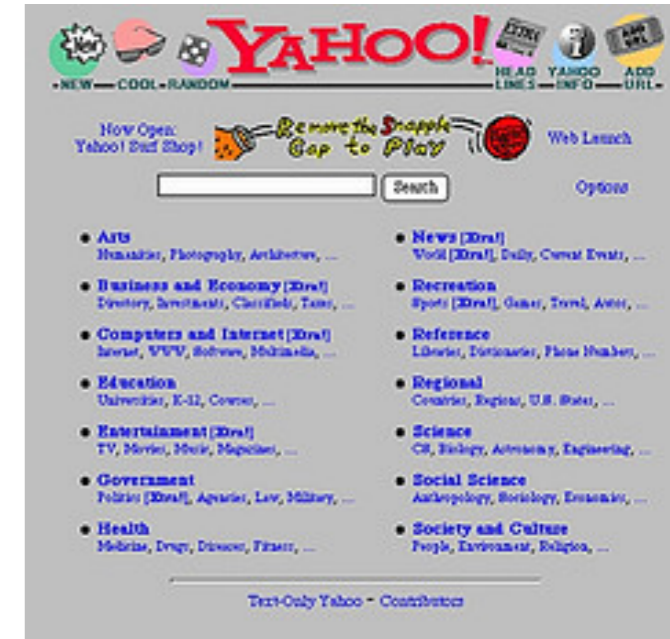 New
EXTRA
i
ADD URL
YAHOO!
NEW COOL RANDOM
HEAD LINES YAHOO INFO ADD URL
Now Open: Yahoo! Surf Shop!
Remove the Snapple Cap to Play
Web Launch
Search
Options
Arts
Humanities, Photography, Architecture, ...
Business and Economy [Xtra!]
Directory, Investments, Classifieds, Taxes, ...
Computers and Internet [Xtra!]
Internet, WWW, Software, Multimedia, ...
Education
Universities, K-12, Courses, ...
Entertainment [Xtra!]
TV, Movies, Music, Magazines, ...
Government
Politics [Xtra!], Agencies, Law, Military, ...
Health
Medicine, Drugs, Diseases, Fitness, ...
News [Xtra!]
World [Xtra!], Daily, Current Events, ...
Recreation
Sports [Xtra!], Games, Travel, Autos, ...
Reference
Libraries, Dictionaries, Phone Numbers, ...
Regional
Countries, Regions, U.S. States, ...
Science
CS, Biology, Astronomy, Engineering, ...
Social Science
Anthropology, Sociology, Economics, ...
Society and Culture
People, Environment, Religion, ...
Text-Only Yahoo - Contributors